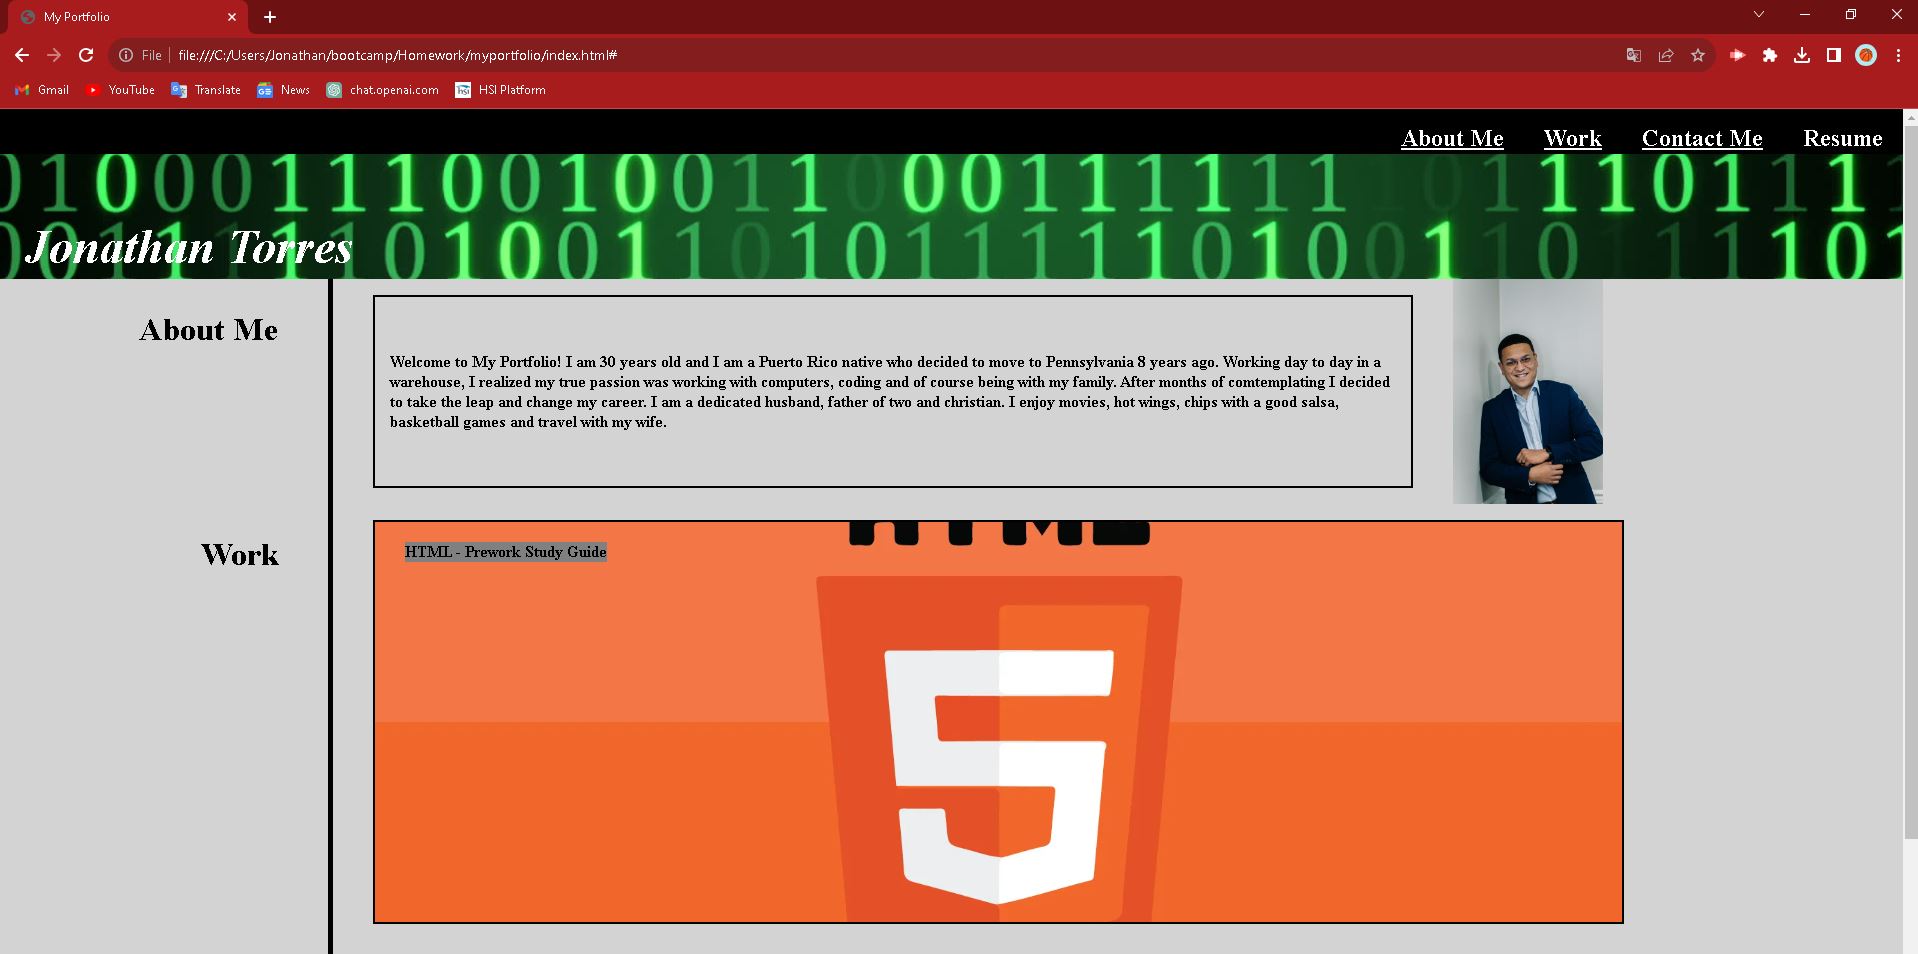 My Portfolio
File file:///C:/Users/Jonathan/bootcamp/Homework/myportfolio/index.html#
Gmail YouTube Translate News chat.openai.com HSI Platform
About Me Work Contact Me Resume
Jonathan Torres
About Me
Welcome to My Portfolio! I am 30 years old and I am a Puerto Rico native who decided to move to Pennsylvania 8 years ago. Working day to day in a
warehouse, I realized my true passion was working with computers, coding and of course being with my family. After months of comtemplating I decided
to take the leap and change my career. I am a dedicated husband, father of two and christian. I enjoy movies, hot wings, chips with a good salsa,
basketball games and travel with my wife.
Work
HTML - Prework Study Guide
HTML
5